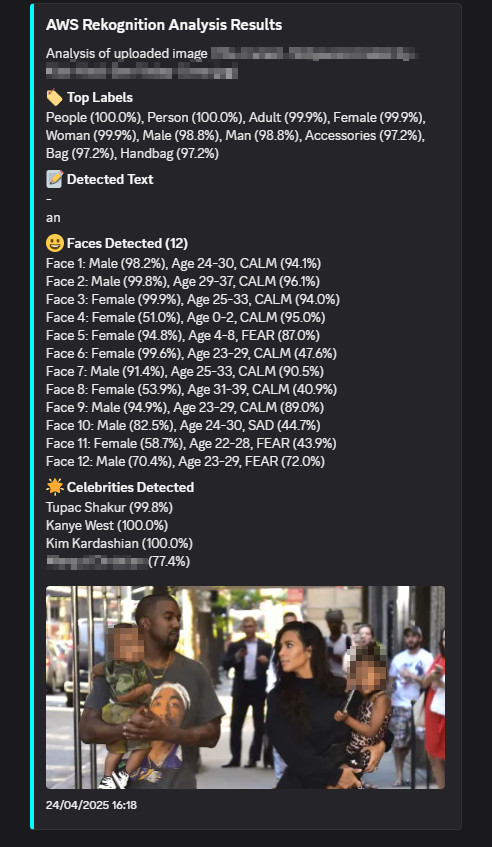 AWS Rekognition Analysis Results
Analysis of uploaded image
🏷️ Top Labels
People (100.0%), Person (100.0%), Adult (99.9%), Female (99.9%),
Woman (99.9%), Male (98.8%), Man (98.8%), Accessories (97.2%),
Bag (97.2%), Handbag (97.2%)
📝 Detected Text
-
an
😀 Faces Detected (12)
Face 1: Male (98.2%), Age 24-30, CALM (94.1%)
Face 2: Male (99.8%), Age 29-37, CALM (96.1%)
Face 3: Female (99.9%), Age 25-33, CALM (94.0%)
Face 4: Female (51.0%), Age 0-2, CALM (95.0%)
Face 5: Female (94.8%), Age 4-8, FEAR (87.0%)
Face 6: Female (99.6%), Age 23-29, CALM (47.6%)
Face 7: Male (91.4%), Age 25-33, CALM (90.5%)
Face 8: Female (53.9%), Age 31-39, CALM (40.9%)
Face 9: Male (94.9%), Age 23-29, CALM (89.0%)
Face 10: Male (82.5%), Age 24-30, SAD (44.7%)
Face 11: Female (58.7%), Age 22-28, FEAR (43.9%)
Face 12: Male (70.4%), Age 23-29, FEAR (72.0%)
🌟 Celebrities Detected
Tupac Shakur (99.8%)
Kanye West (100.0%)
Kim Kardashian (100.0%)
(77.4%)
24/04/2025 16:18